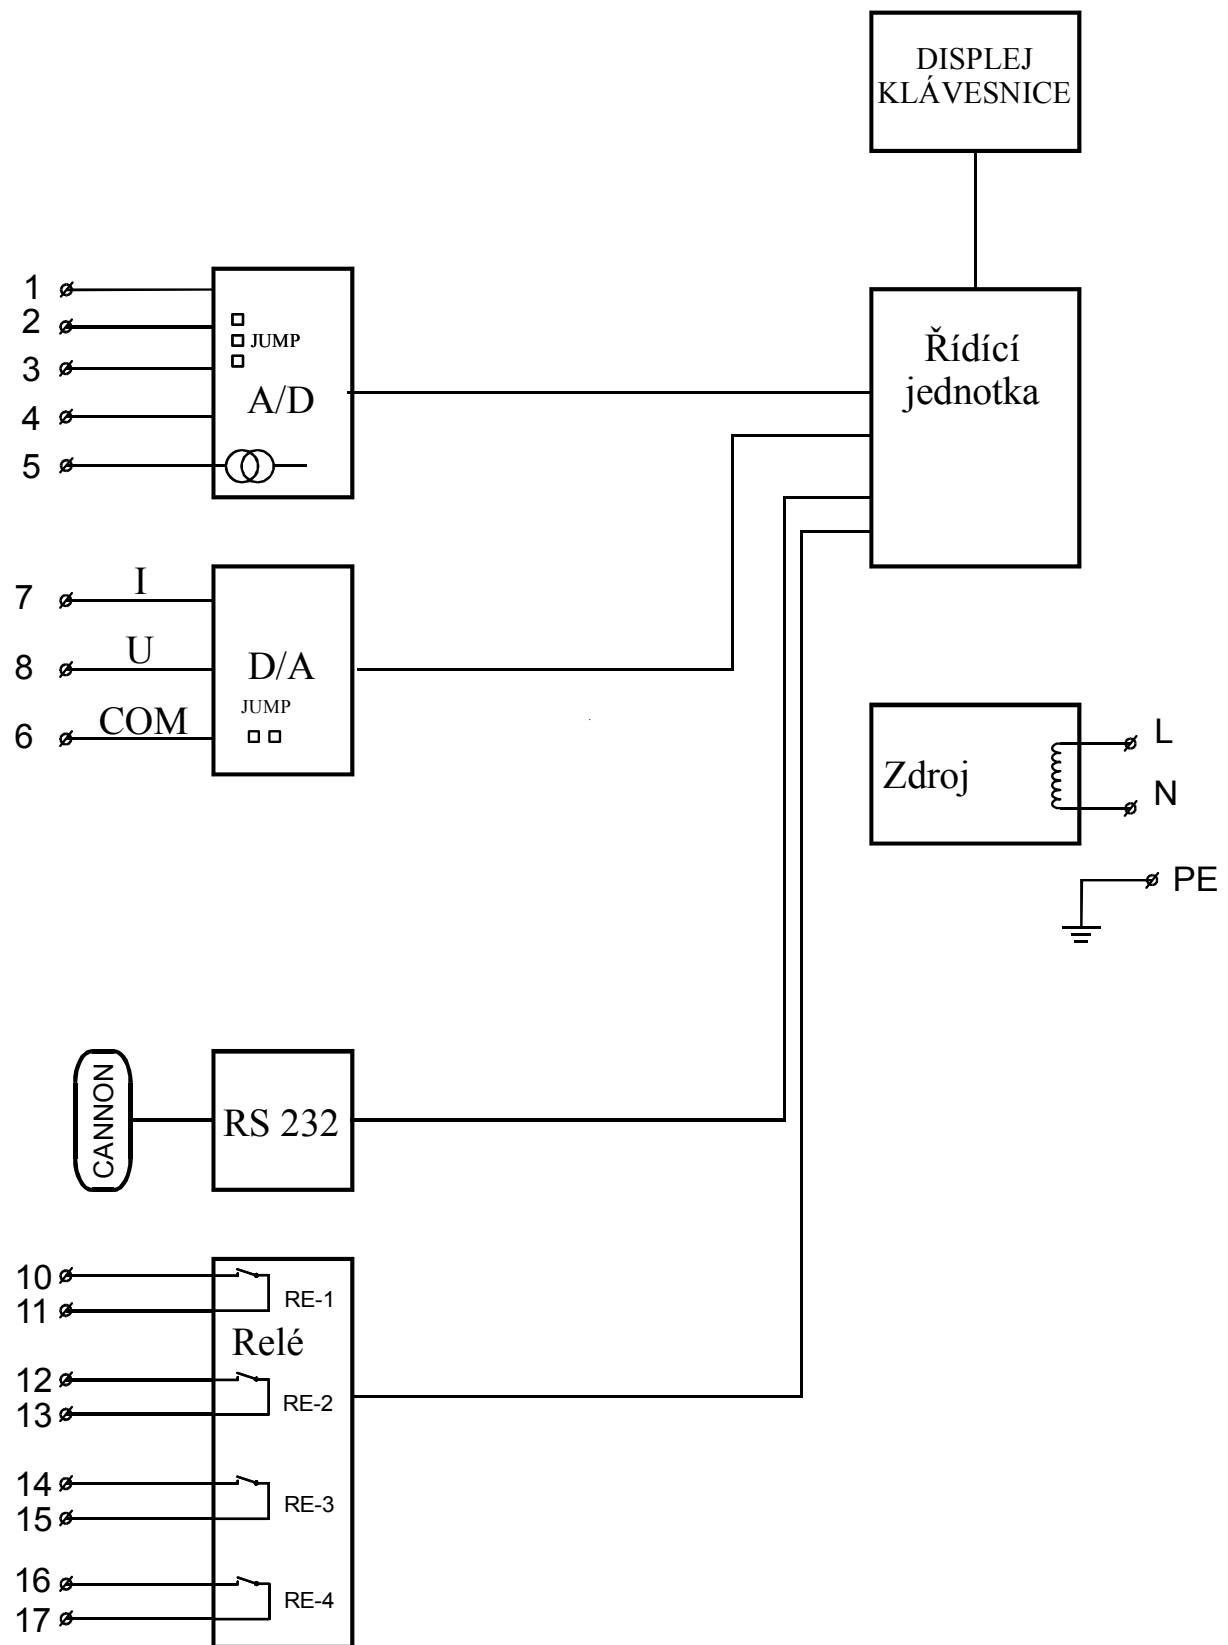 DISPLEJ
KLÁVESNICE
1
2
3
4
5
JUMP
A/D
Řídící
jednotka
7
I
8
U
6
COM
D/A
JUMP
Zdroj
L
N
PE
CANNON
RS 232
10
11
RE-1
Relé
12
13
RE-2
14
15
RE-3
16
17
RE-4